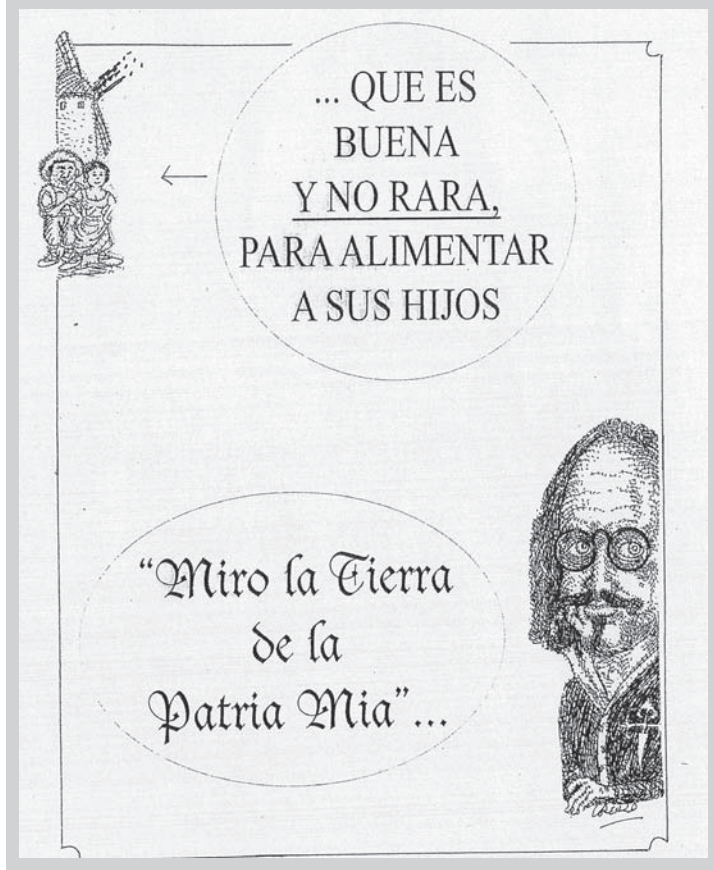 ... QUE ES
BUENA
Y NO RARA,
PARA ALIMENTAR
A SUS HIJOS
“Miro la Tierra
de la
Patria Mia”...